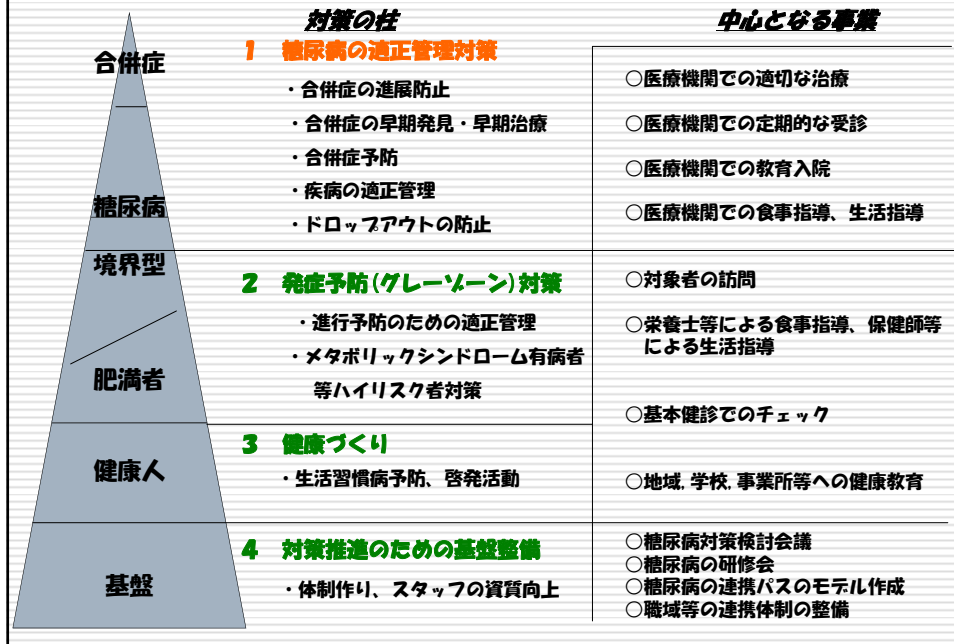 対策の柱
中心となる事業
合併症
糖尿病
境界型
肥満者
健康人
基盤
1 糖尿病の適正管理対策
・合併症の進展防止
・合併症の早期発見・早期治療
・合併症予防
・疾病の適正管理
・ドロップアウトの防止
○医療機関での適切な治療
○医療機関での定期的な受診
○医療機関での教育入院
○医療機関での食事指導、生活指導
2 発症予防(グレーゾーン)対策
・進行予防のための適正管理
・メタボリックシンドローム有病者
等ハイリスク者対策
○対象者の訪問
○栄養士等による食事指導、保健師等
による生活指導
○基本健診でのチェック
3 健康づくり
・生活習慣病予防、啓発活動
○地域,学校,事業所等への健康教育
4 対策推進のための基盤整備
・体制作り、スタッフの資質向上
○糖尿病対策検討会議
○糖尿病の研修会
○糖尿病の連携パスのモデル作成
○職域等の連携体制の整備